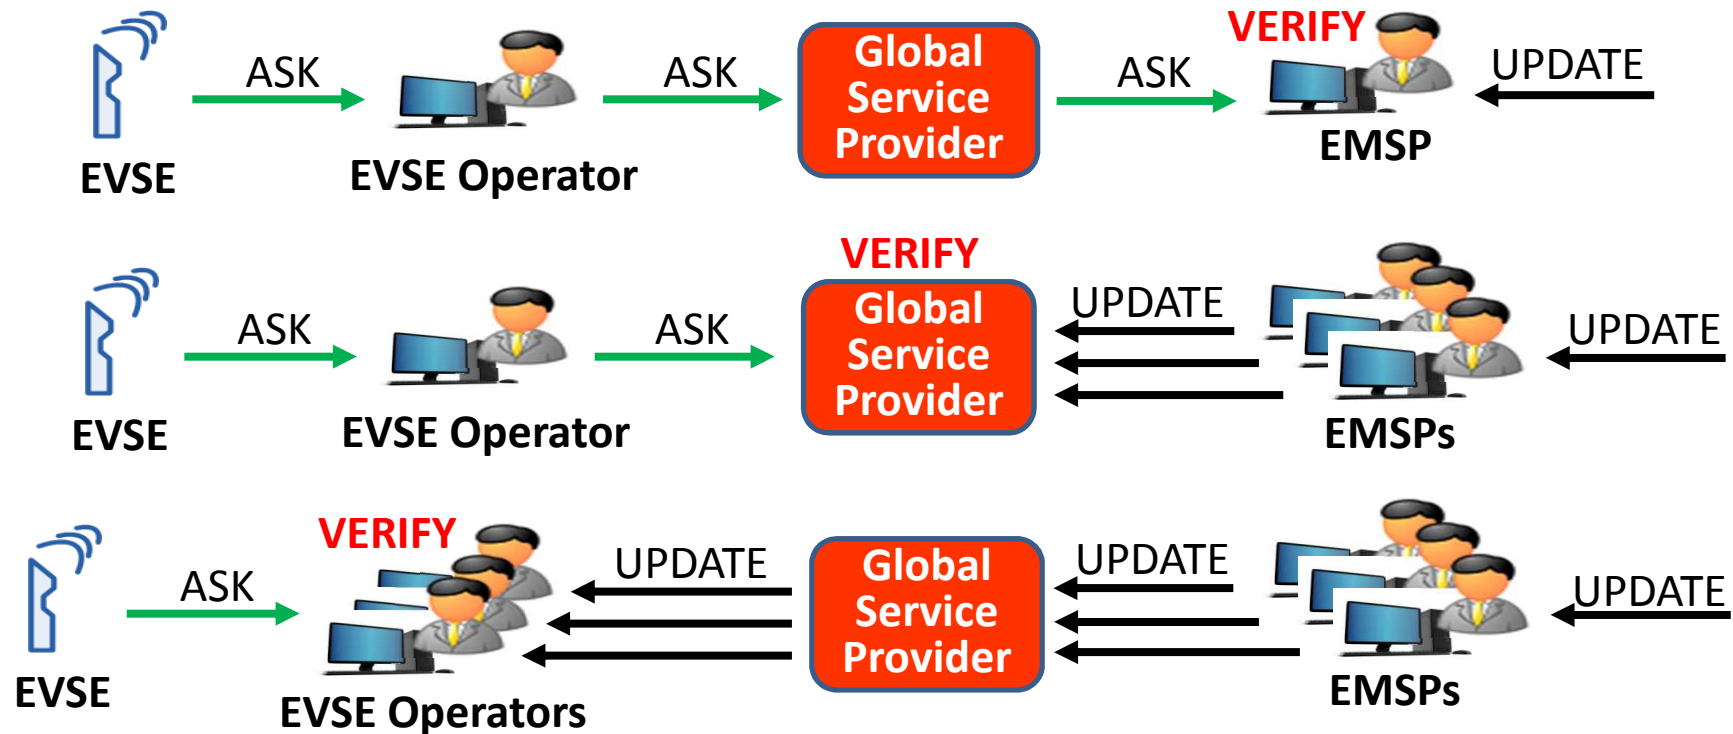 VERIFY
ASK
ASK
Global
Service
Provider
ASK
UPDATE
EVSE
EVSE Operator
EMSP
VERIFY
ASK
ASK
Global
Service
Provider
UPDATE
UPDATE
EVSE
EVSE Operator
EMSPs
VERIFY
ASK
UPDATE
Global
Service
Provider
UPDATE
UPDATE
EVSE
EVSE Operators
EMSPs